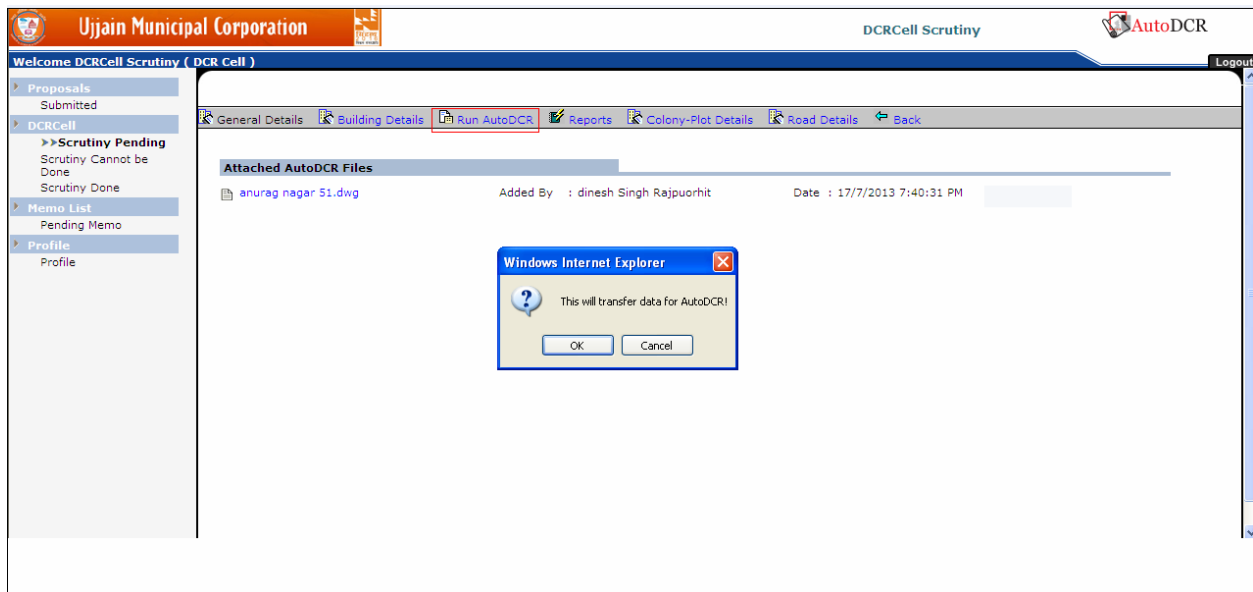 Ujjain Municipal Corporation
DCRCell Scrutiny
AutoDCR
Welcome DCRCell Scrutiny ( DCR Cell )
Logout
Proposals
Submitted
DCRCell
>>Scrutiny Pending
Scrutiny Cannot be
Done
Scrutiny Done
Memo List
Pending Memo
Profile
Profile
General Details Building Details Run AutoDCR Reports Colony-Plot Details Road Details Back
Attached AutoDCR Files
anurag nagar 51.dwg Added By : dinesh Singh Rajpuorhit Date : 17/7/2013 7:40:31 PM
Windows Internet Explorer
This will transfer data for AutoDCR!
OK Cancel